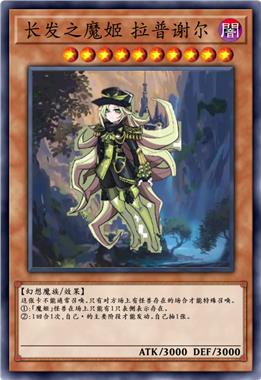 长发之魔姬 拉普谢尔
闇
【幻想魔族/效果】
这张卡不能通常召唤。只有对方场上有怪兽存在的场合才能特殊召唤。
①:「魔姬」怪兽在场上只能有1只表侧表示存在。
②:1回合1次,自己·的主要阶段才能发动。自己抽1张。
ATK/3000 DEF/3000